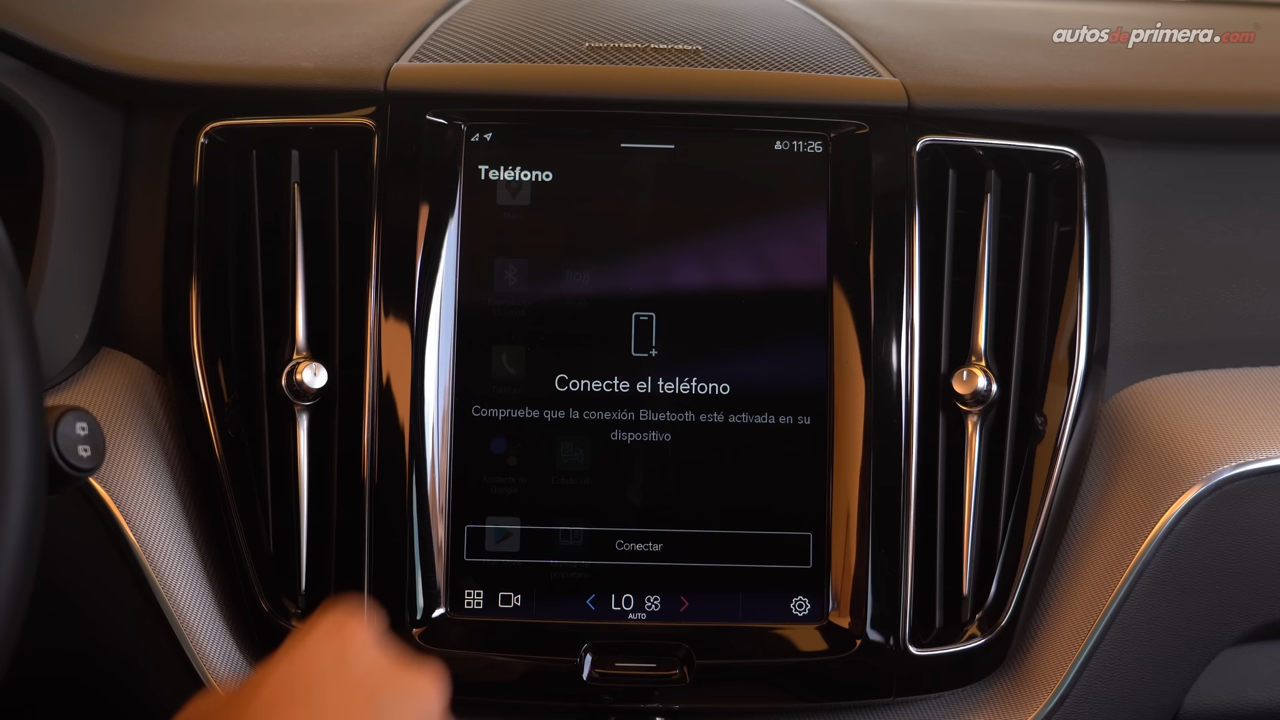 harman/kardon
autosdeprimera.com
11:26
Teléfono
Conecte el teléfono
Compruebe que la conexión Bluetooth esté activada en su
dispositivo
Conectar
LO
AUTO